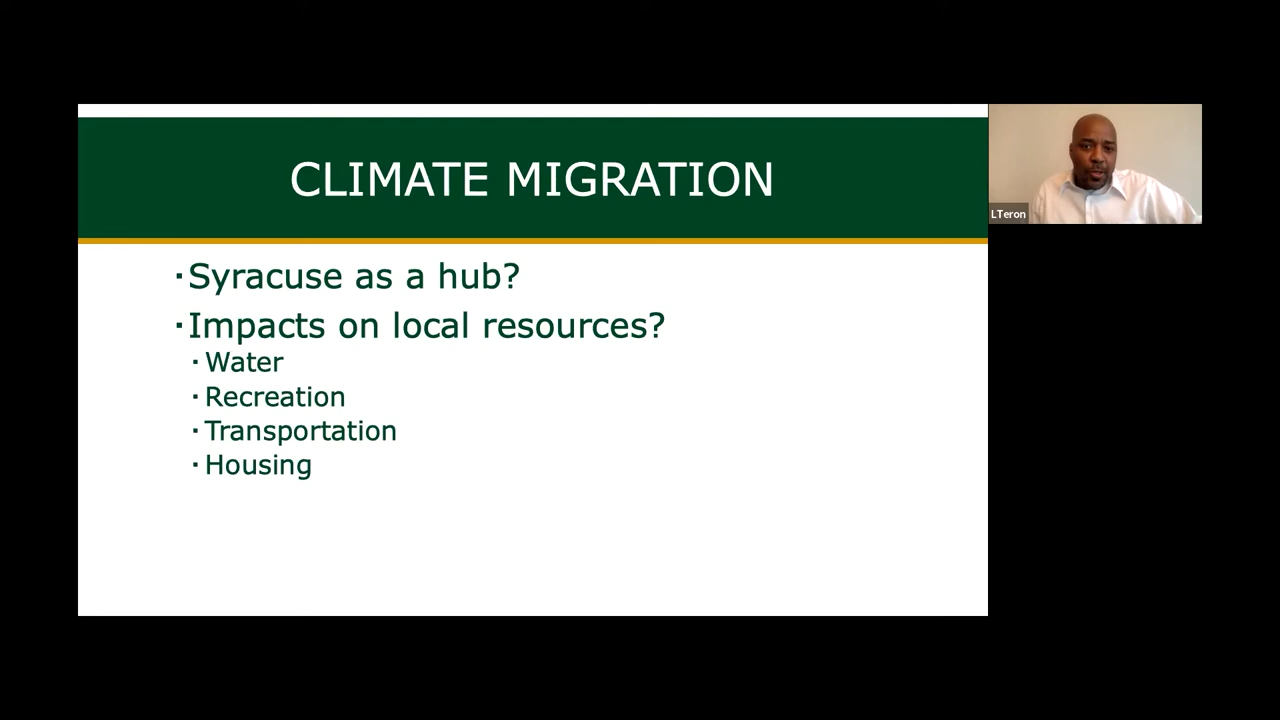 CLIMATE MIGRATION
▪Syracuse as a hub?
▪Impacts on local resources?
▪Water
▪Recreation
▪Transportation
▪Housing
LTeron